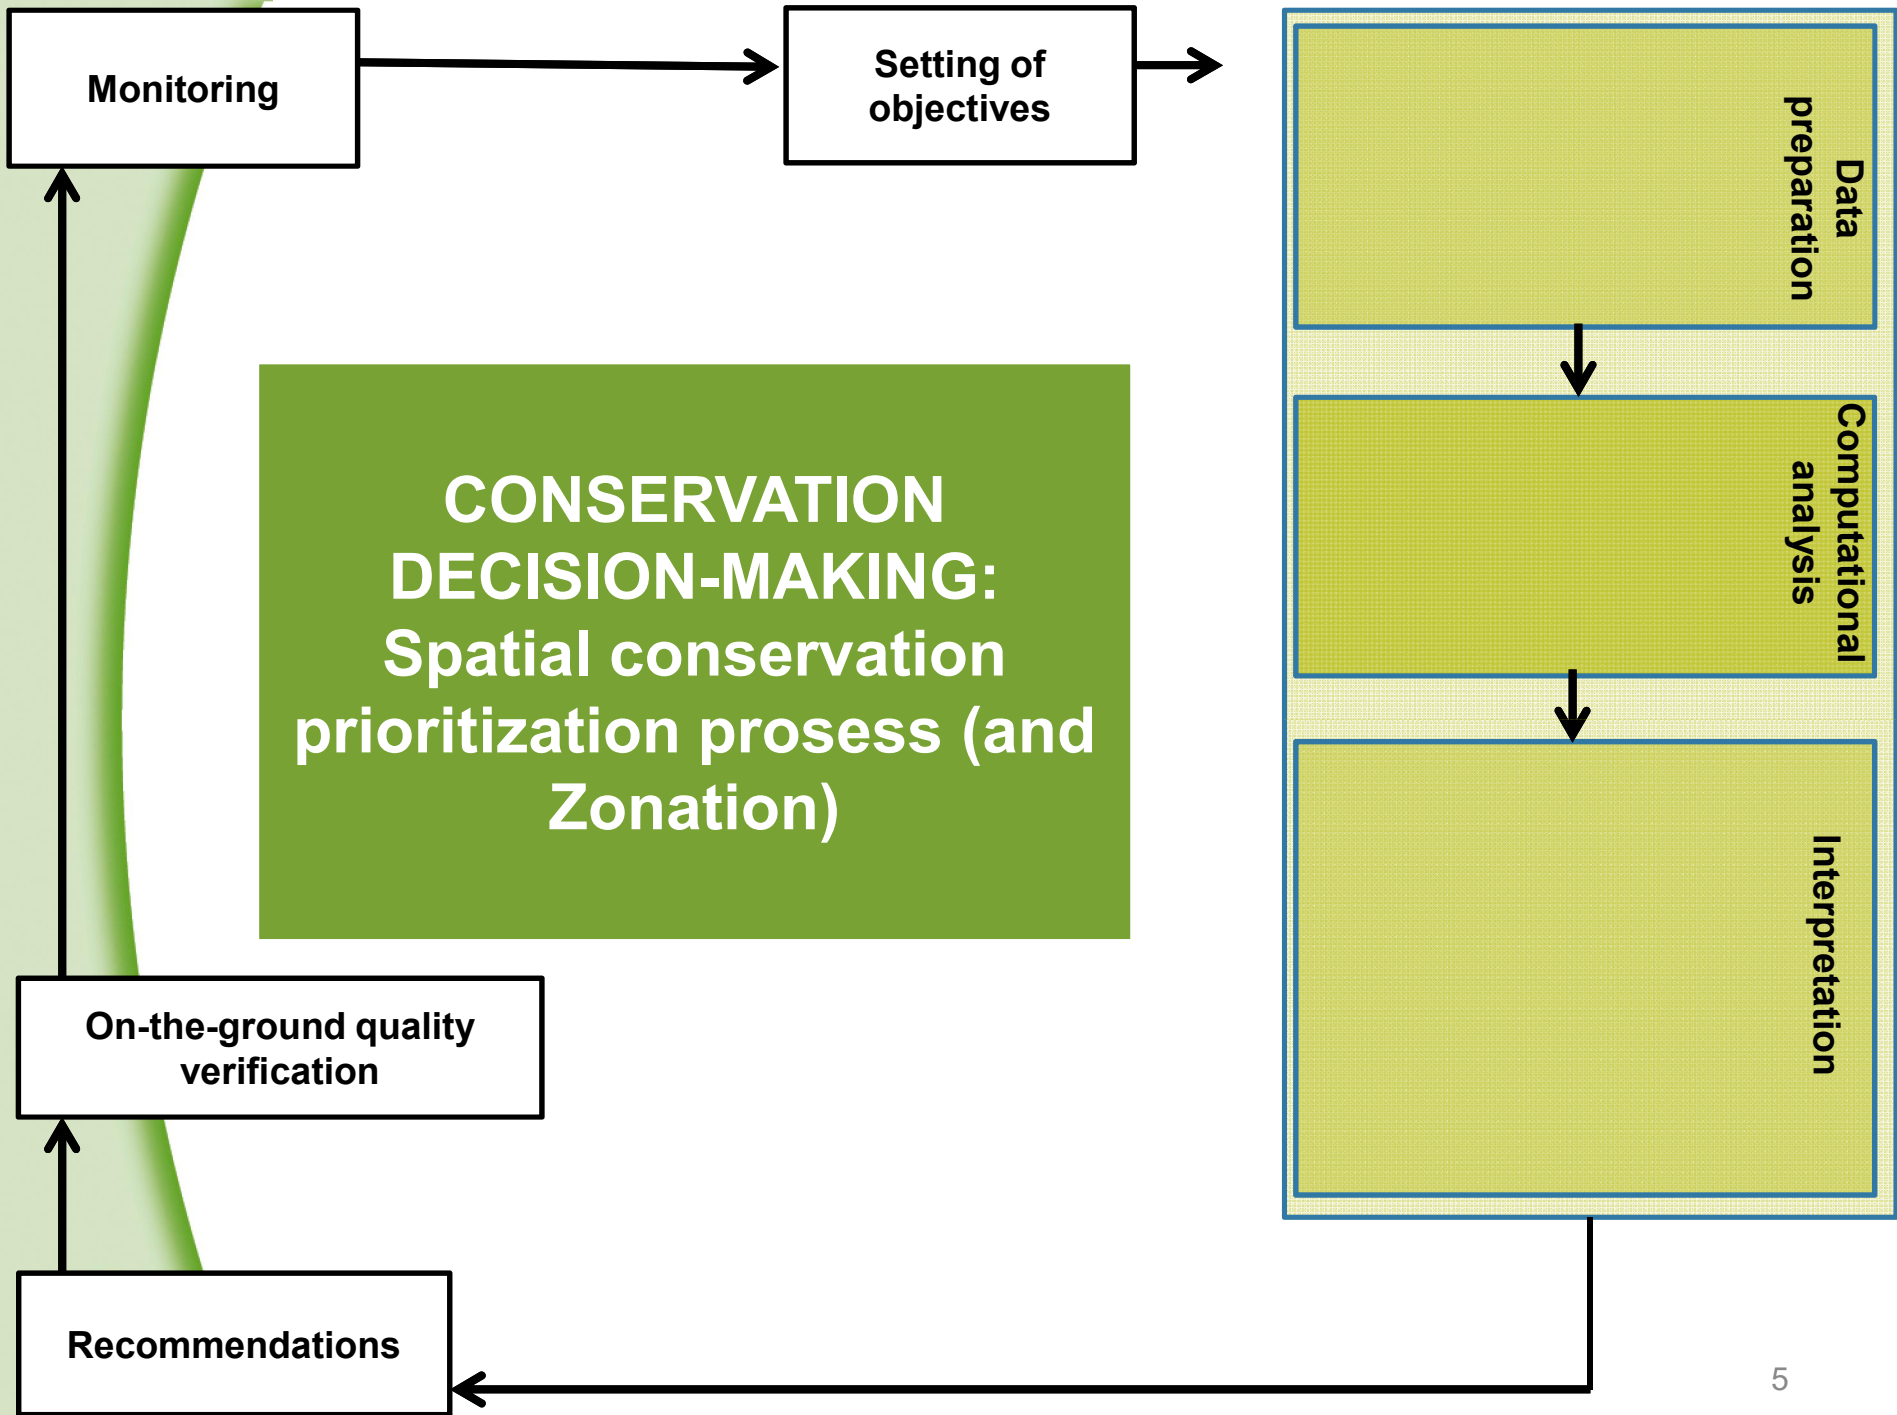 Monitoring
Setting of
objectives
Data
preparation
Computational
analysis
Interpretation
CONSERVATION
DECISION-MAKING:
Spatial conservation
prioritization prosess (and
Zonation)
On-the-ground quality
verification
Recommendations
5